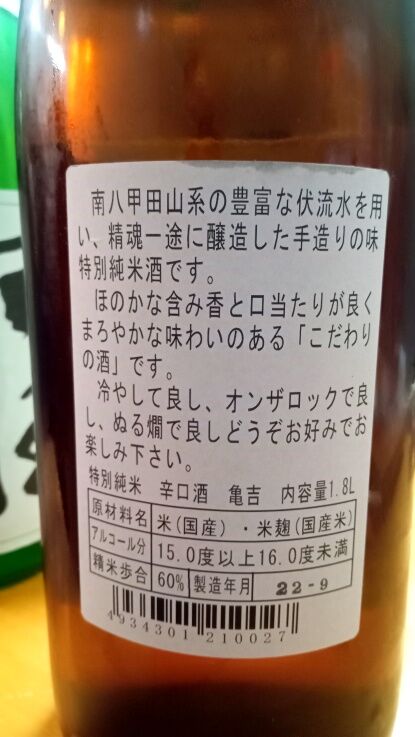 南八甲田山系の豊富な伏流水を用
い、精魂一途に醸造した手造りの味
特別純米酒です。
ほのかな含み香と口当たりが良く
まろやかな味わいのある「こだわり
の酒」です。
冷やして良し、オンザロックで良
し、ぬる燗で良しどうぞお好みでお
楽しみ下さい。
特別純米 辛口酒 亀吉 内容量1.8L
原材料名 米(国産)・米麹(国産米)
アルコール分 15.0度以上16.0度未満
精米歩合 60% 製造年月 22-9
4934301210027